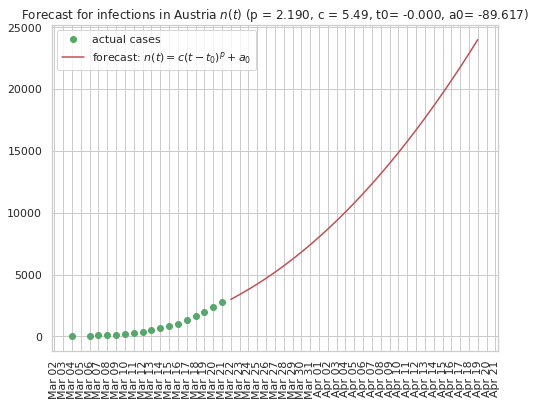 Forecast for infections in Austria n(t) (p = 2.190, c = 5.49, t0= -0.000, a0= -89.617)
25000
actual cases
forecast: n(t) = c(t − t₀)ᵖ + a₀
20000
15000
10000
5000
0
Mar 02
Mar 03
Mar 04
Mar 05
Mar 06
Mar 07
Mar 08
Mar 09
Mar 10
Mar 11
Mar 12
Mar 13
Mar 14
Mar 15
Mar 16
Mar 17
Mar 18
Mar 19
Mar 20
Mar 21
Mar 22
Mar 23
Mar 24
Mar 25
Mar 26
Mar 27
Mar 28
Mar 29
Mar 30
Mar 31
Apr 01
Apr 02
Apr 03
Apr 04
Apr 05
Apr 06
Apr 07
Apr 08
Apr 09
Apr 10
Apr 11
Apr 12
Apr 13
Apr 14
Apr 15
Apr 16
Apr 17
Apr 18
Apr 19
Apr 20
Apr 21